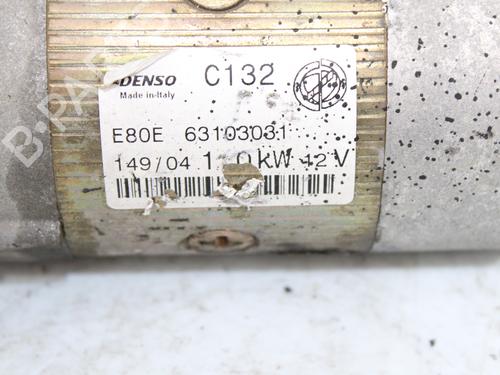 DENSO C132
Made in Italy
E80E 63103031
149/04 kW 12 V